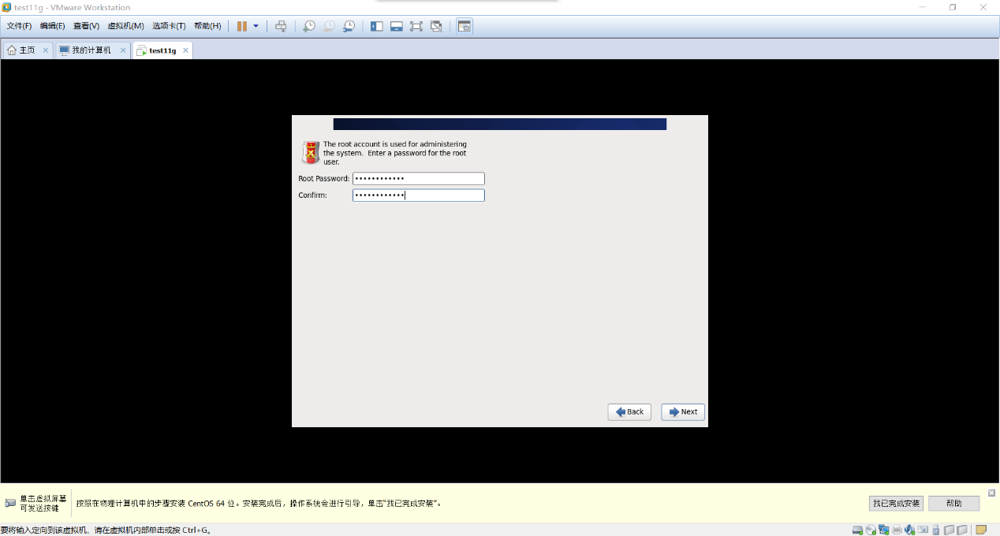 test11g - VMware Workstation
文件(F) 编辑(E) 查看(V) 虚拟机(M) 选项卡(T) 帮助(H)
主页 我的计算机 test11g
The root account is used for administering
the system. Enter a password for the root
user.
Root Password: ••••••••••••
Confirm: ••••••••••••
Back Next
单击虚拟屏幕
可发送按键
按照在物理计算机中的步骤安装 CentOS 64 位。安装完成后，操作系统会进行引导，单击“我已完成安装”。
我已完成安装 帮助
要将输入定向到该虚拟机，请在虚拟机内部单击或按 Ctrl+G。